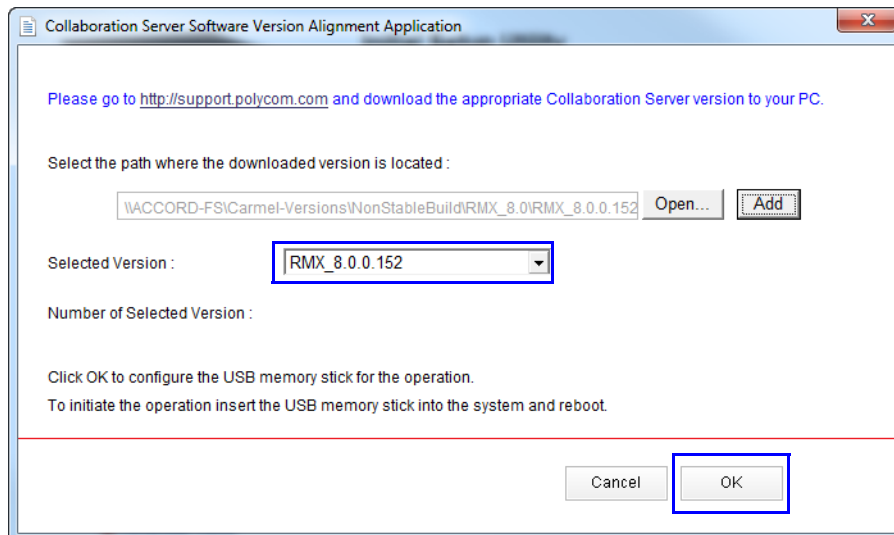 Collaboration Server Software Version Alignment Application
Please go to http://support.polycom.com and download the appropriate Collaboration Server version to your PC.
Select the path where the downloaded version is located :
\\ACCORD-FS\Carmel-Versions\NonStableBuild\RMX_8.0\RMX_8.0.0.152 Open... Add
Selected Version : RMX_8.0.0.152
Number of Selected Version :
Click OK to configure the USB memory stick for the operation.
To initiate the operation insert the USB memory stick into the system and reboot.
Cancel OK